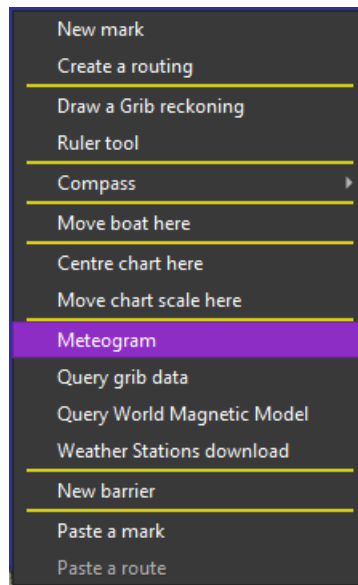 New mark
Create a routing
Draw a Grib reckoning
Ruler tool
Compass
Move boat here
Centre chart here
Move chart scale here
Meteogram
Query grib data
Query World Magnetic Model
Weather Stations download
New barrier
Paste a mark
Paste a route